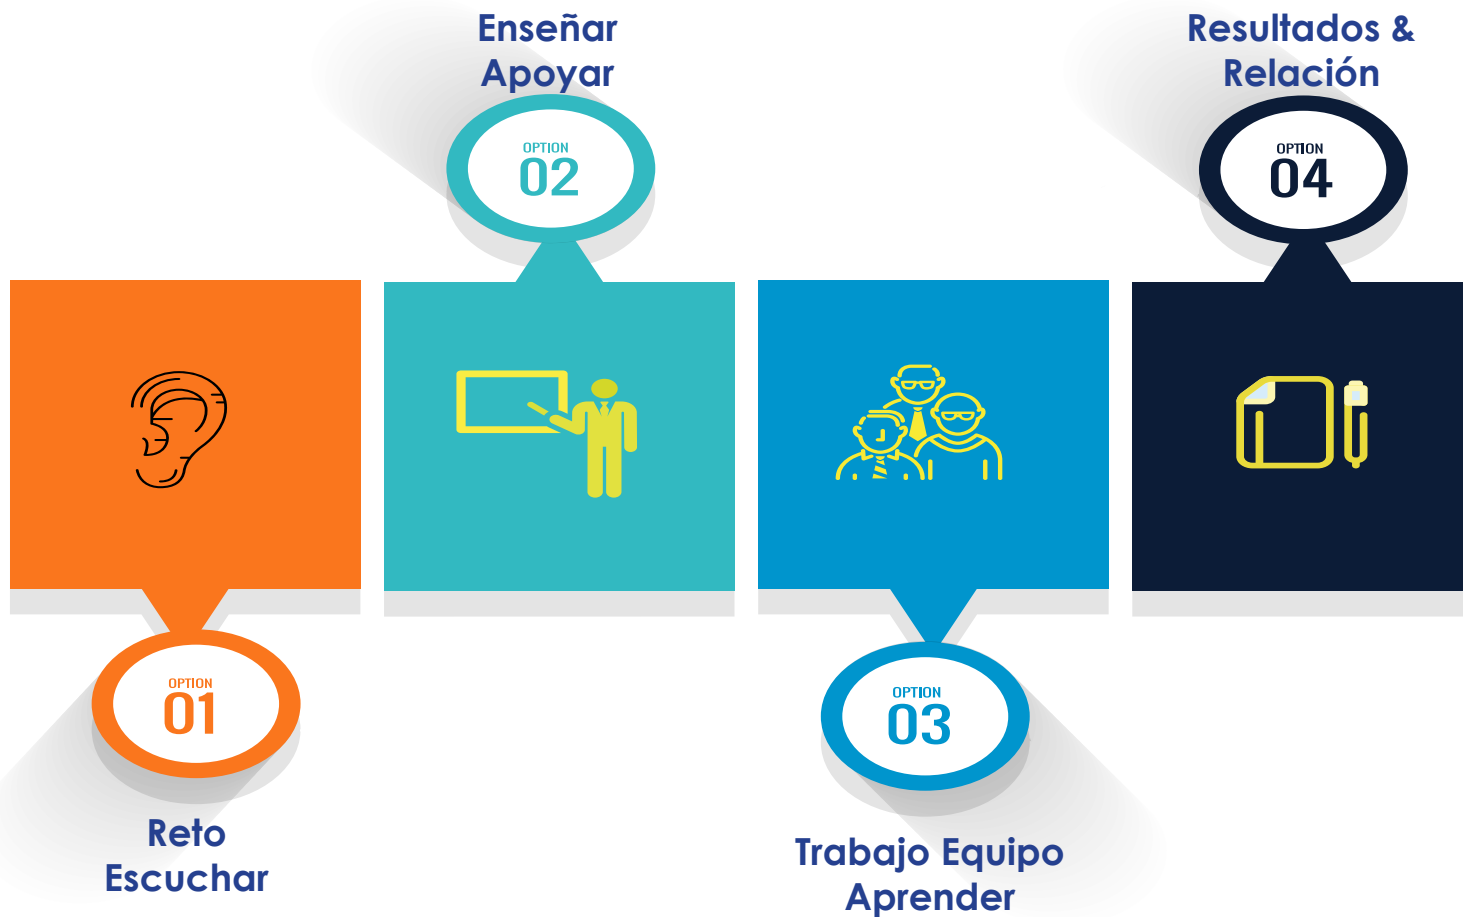 Enseñar
Apoyar
OPTION
02
Resultados &
Relación
OPTION
04
OPTION
01
Reto
Escuchar
OPTION
03
Trabajo Equipo
Aprender